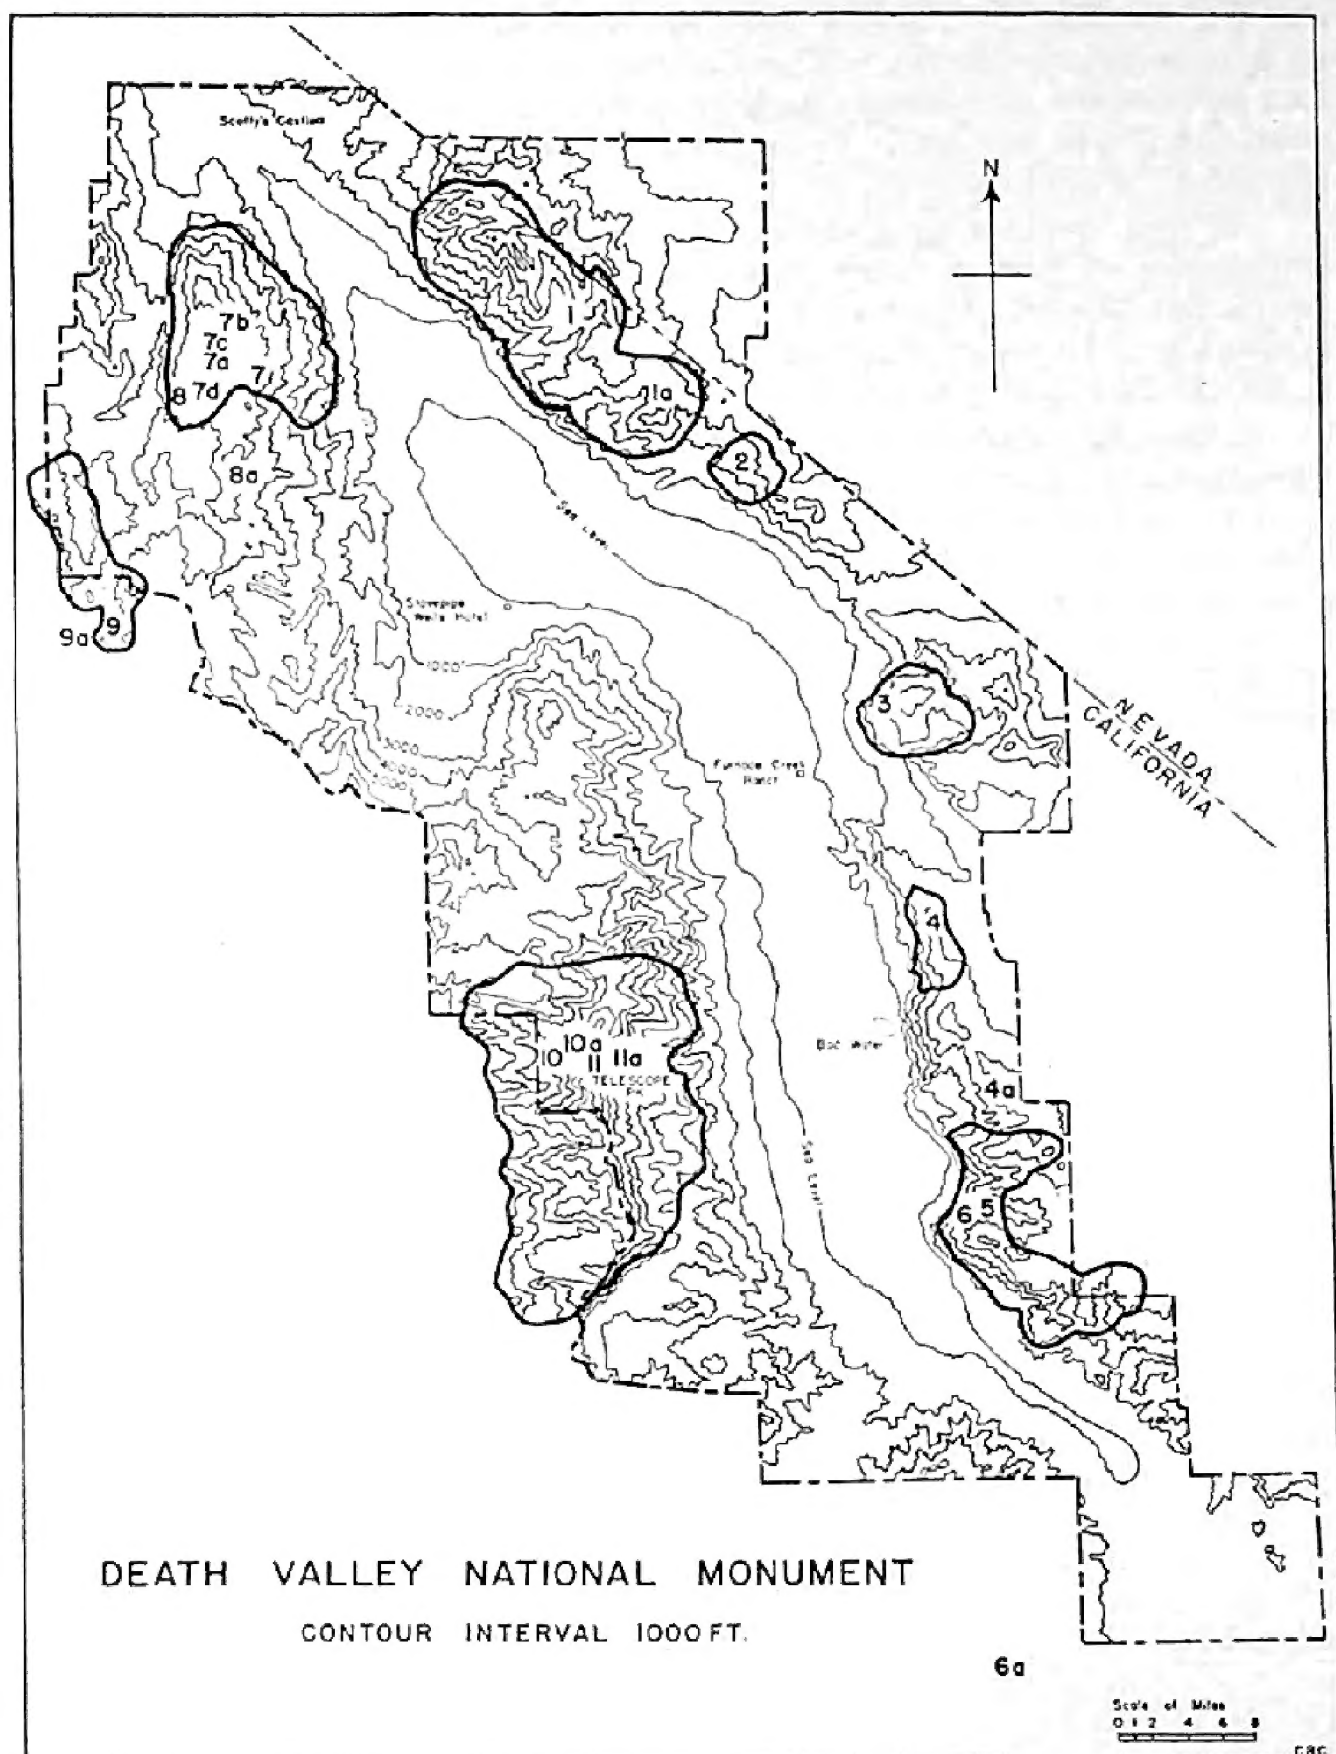 Scotty's Castle
N
1
1a
7b
7c
7a
7
8
7d
2
8a
Sea Level
Stovepipe
Wells Hotel
9a
9
1000'
2000
3000
4000
5000
3
NEVADA
CALIFORNIA
Furnace Creek
Ranch
4
Bad Water
10
10a
11
11a
TELESCOPE
PK
4a
Sea Level
6
5
DEATH VALLEY NATIONAL MONUMENT
CONTOUR INTERVAL 1000 FT.
6a
Scale of Miles
0 1 2 4 6 8